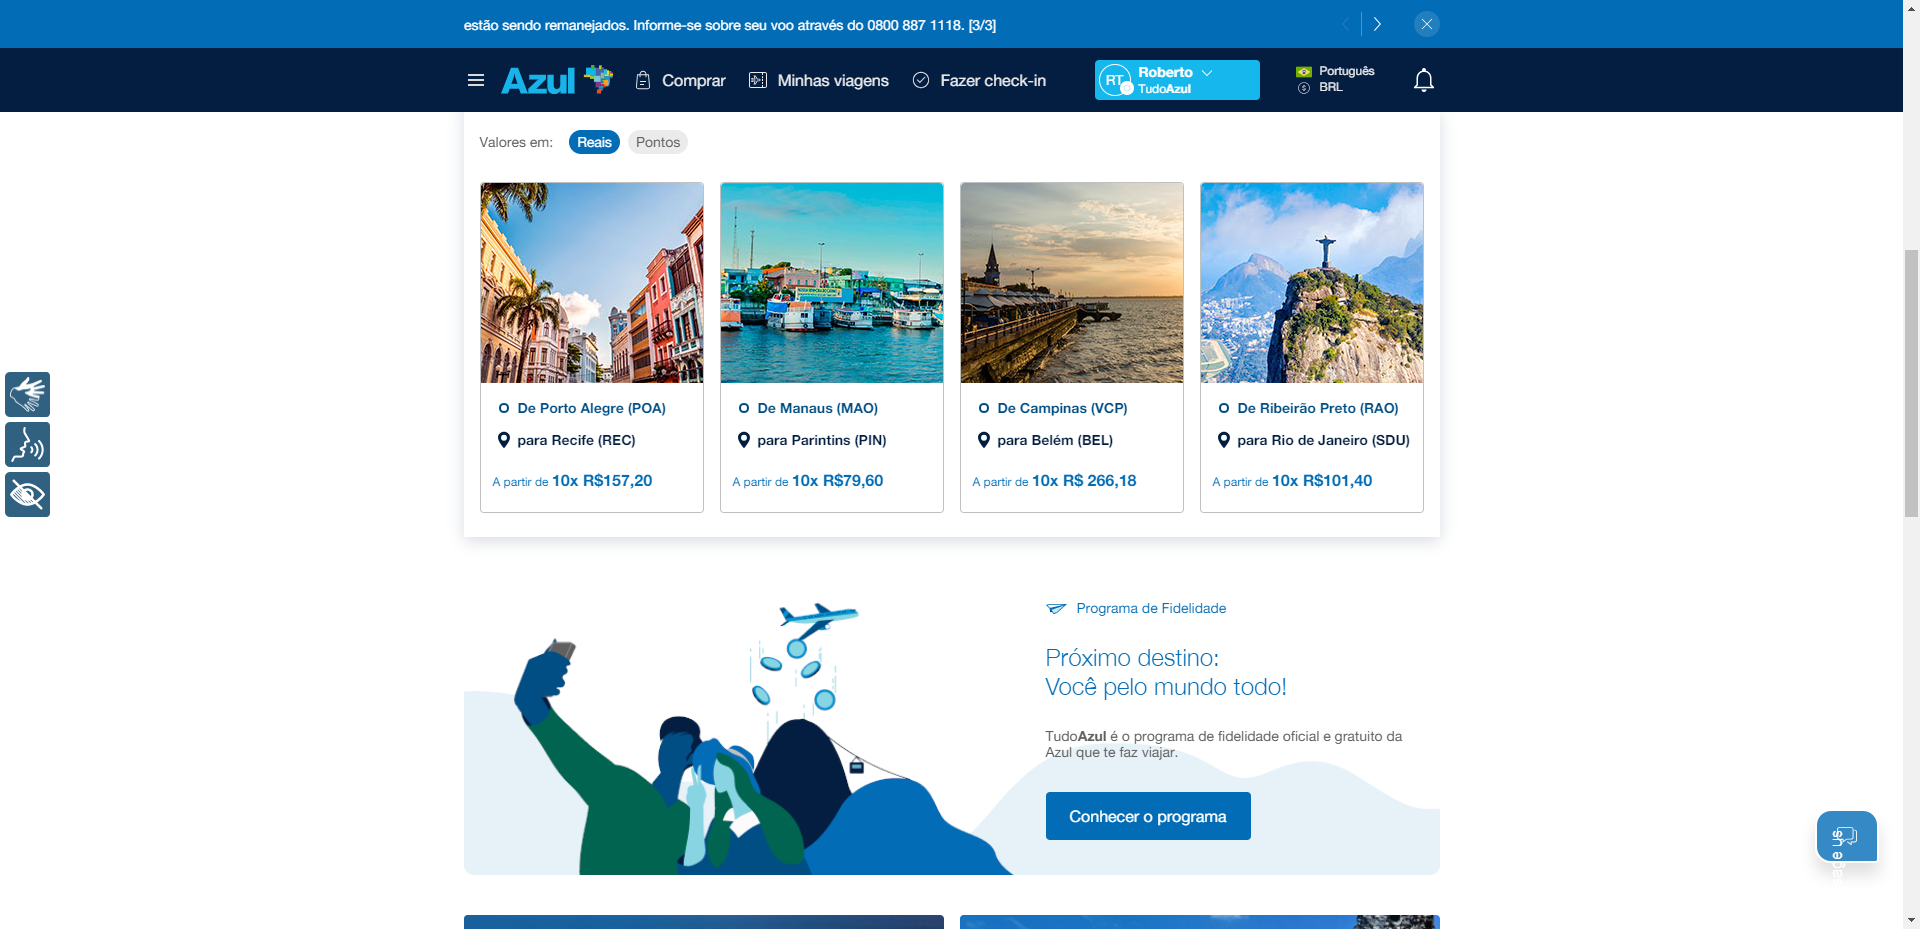 estão sendo remanejados. Informe-se sobre seu voo através do 0800 887 1118. [3/3]
Azul
Comprar
Minhas viagens
Fazer check-in
RT
Roberto
TudoAzul
Português
BRL
Valores em:
Reais
Pontos
De Porto Alegre (POA)
para Recife (REC)
A partir de 10x R$157,20
De Manaus (MAO)
para Parintins (PIN)
A partir de 10x R$79,60
De Campinas (VCP)
para Belém (BEL)
A partir de 10x R$ 266,18
De Ribeirão Preto (RAO)
para Rio de Janeiro (SDU)
A partir de 10x R$101,40
Programa de Fidelidade
Próximo destino:
Você pelo mundo todo!
TudoAzul é o programa de fidelidade oficial e gratuito da
Azul que te faz viajar.
Conhecer o programa